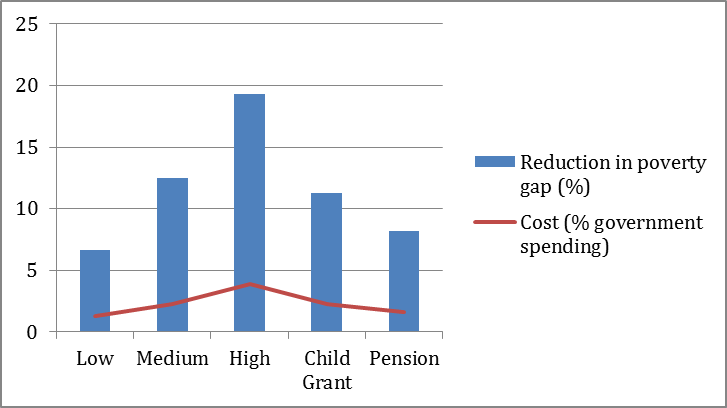 25
20
15
10
5
0
Low Medium High Child Grant Pension
Reduction in poverty
gap (%)
Cost (% government
spending)